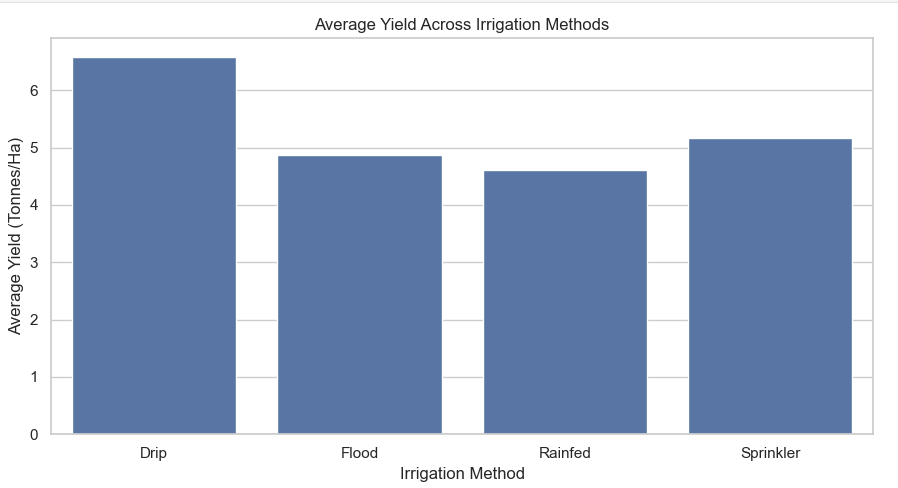 Average Yield Across Irrigation Methods
Average Yield (Tonnes/Ha)
6
5
4
3
2
1
0
Drip Flood Rainfed Sprinkler
Irrigation Method